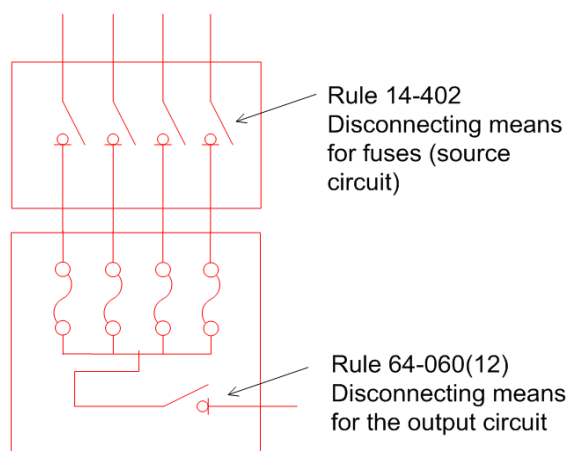 Rule 14-402
Disconnecting means
for fuses (source
circuit)
Rule 64-060(12)
Disconnecting means
for the output circuit